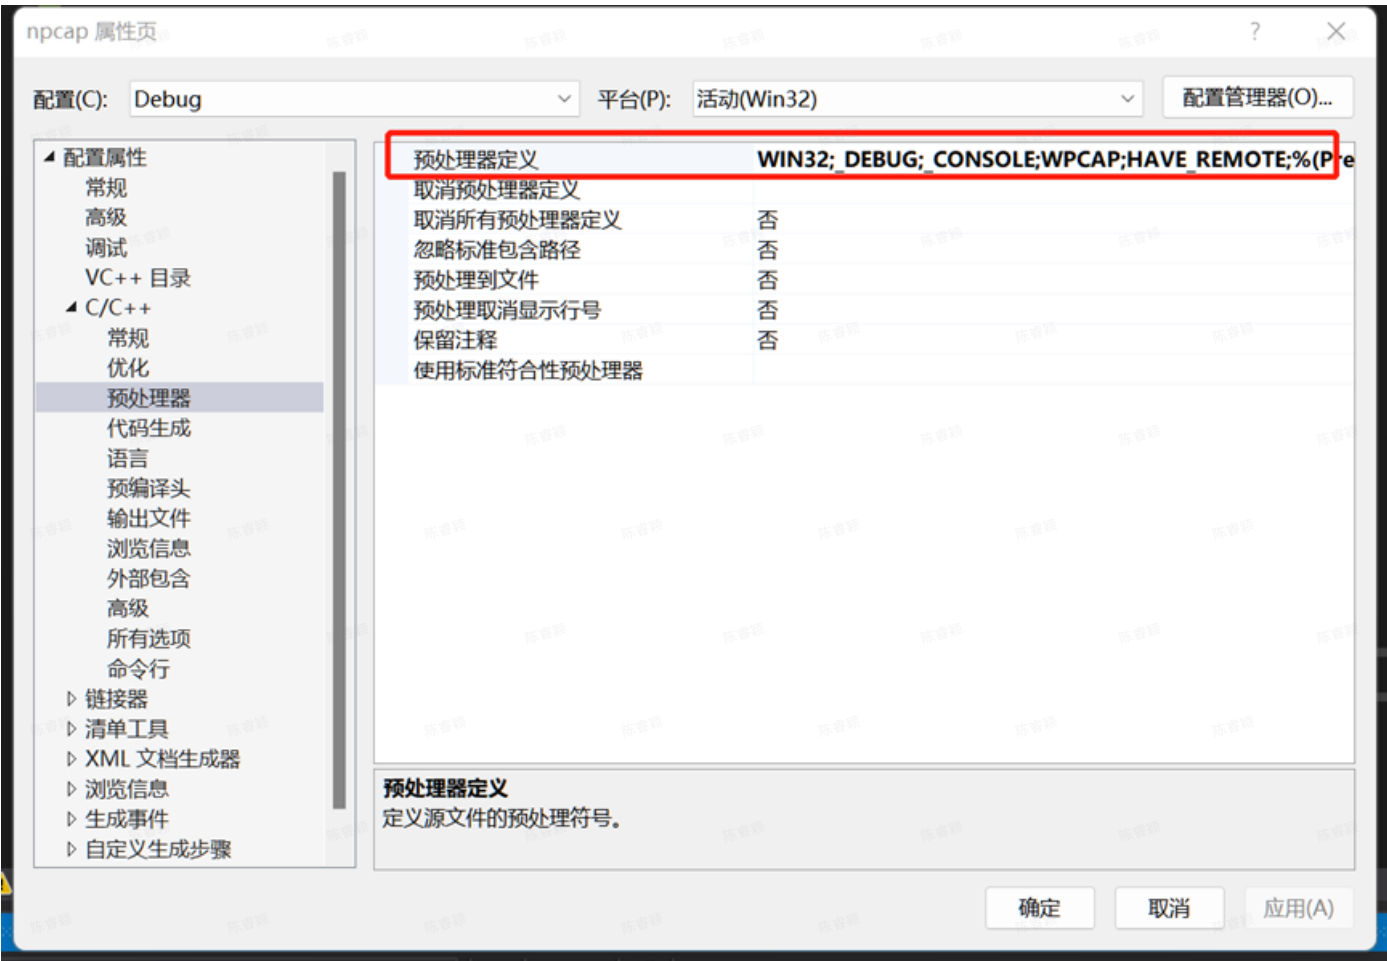 npcap 属性页
?
配置(C): Debug 平台(P): 活动(Win32) 配置管理器(O)...
配置属性
常规
高级
调试
VC++ 目录
C/C++
常规
优化
预处理器
代码生成
语言
预编译头
输出文件
浏览信息
外部包含
高级
所有选项
命令行
链接器
清单工具
XML 文档生成器
浏览信息
生成事件
自定义生成步骤
预处理器定义 WIN32;_DEBUG;_CONSOLE;WPCAP;HAVE_REMOTE;%(Pre
取消预处理器定义
取消所有预处理器定义 否
忽略标准包含路径 否
预处理到文件 否
预处理取消显示行号 否
保留注释 否
使用标准符合性预处理器
预处理器定义
定义源文件的预处理符号。
确定 取消 应用(A)